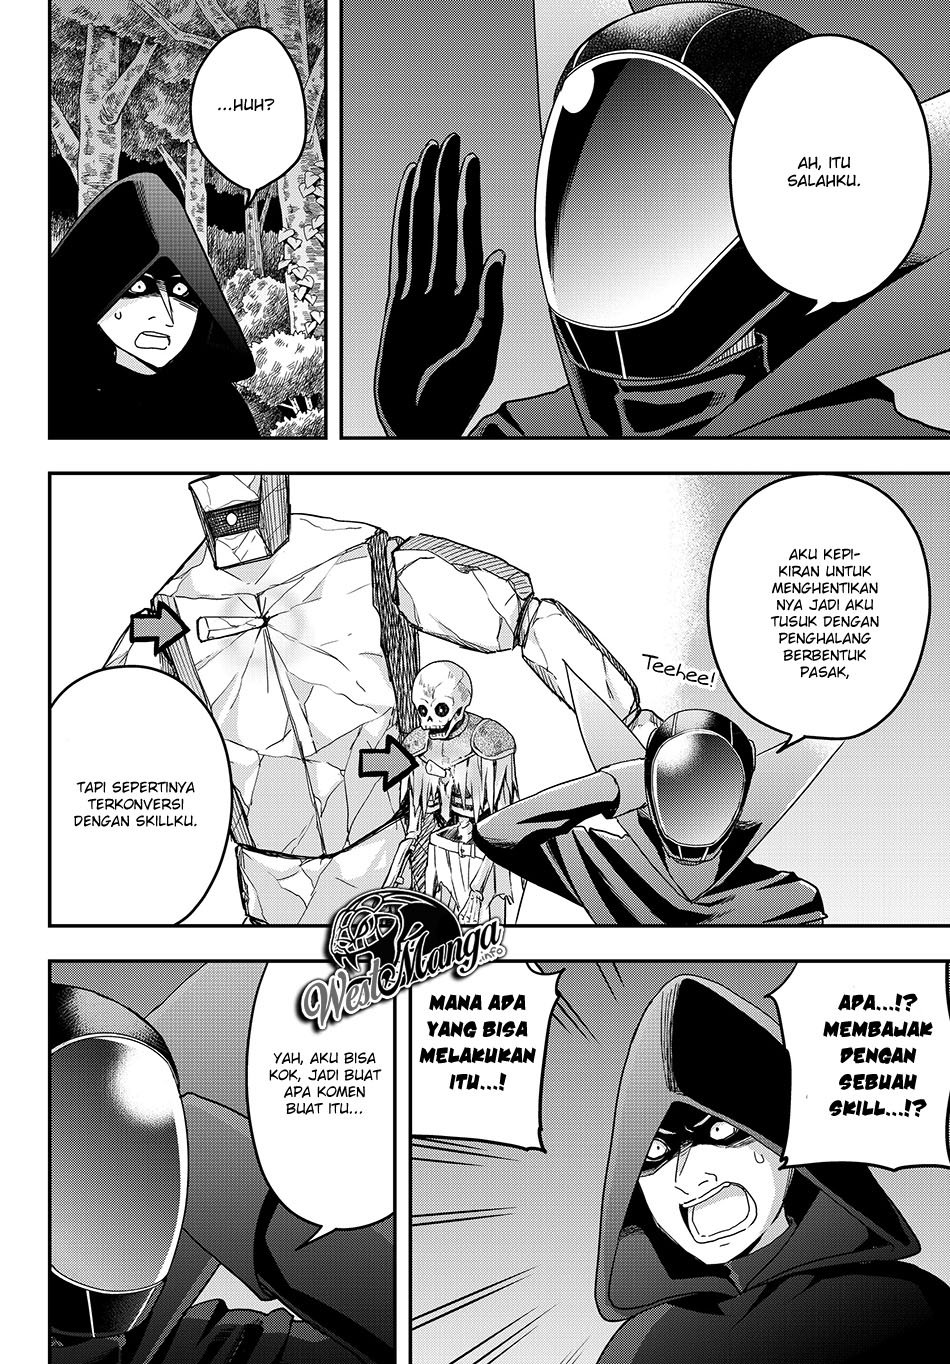 AH, ITU
SALAHKU.
...HUH?
AKU KEPI-
KIRAN UNTUK
MENGHENTIKAN
NYA JADI AKU
TUSUK DENGAN
PENGHALANG
BERBENTUK
PASAK,
Teehee!
TAPI SEPERTINYA
TERKONVERSI
DENGAN SKILLKU.
APA...!?
MEMBAJAK
DENGAN
SEBUAH
SKILL...!?
MANA ADA
YANG BISA
MELAKUKAN
ITU...!
YAH, AKU BISA
KOK, JADI BUAT
APA KOMEN
BUAT ITU...
WestManga
.info